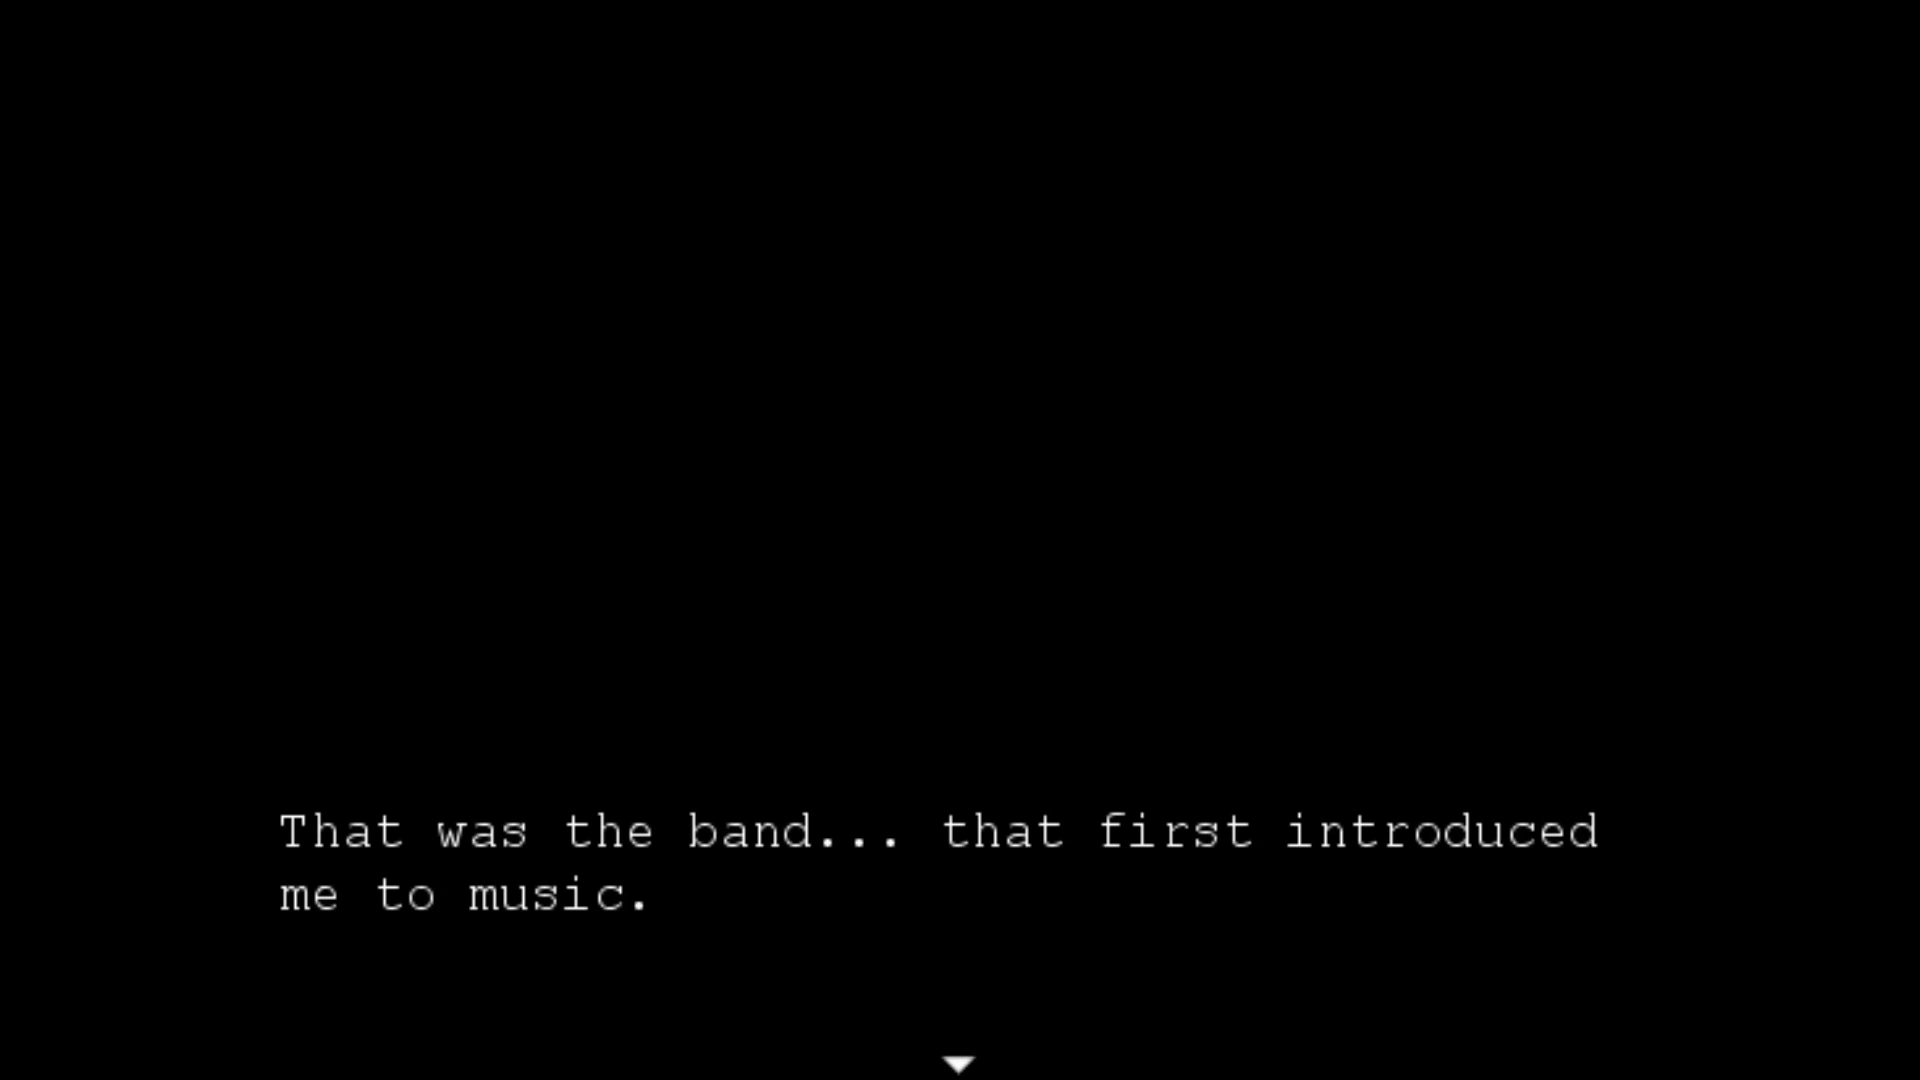 That was the band... that first introduced
me to music.